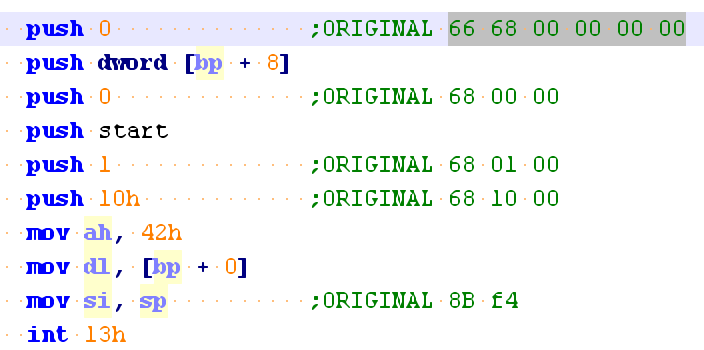 push 0 ;ORIGINAL 66 68 00 00 00 00
push dword [bp + 8]
push 0 ;ORIGINAL 68 00 00
push start
push 1 ;ORIGINAL 68 01 00
push 10h ;ORIGINAL 68 10 00
mov ah, 42h
mov dl, [bp + 0]
mov si, sp ;ORIGINAL 8B f4
int 13h